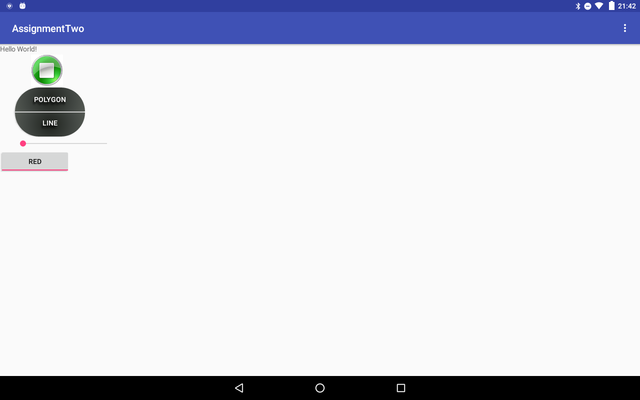 21:42
AssignmentTwo
Hello World!
POLYGON
LINE
RED